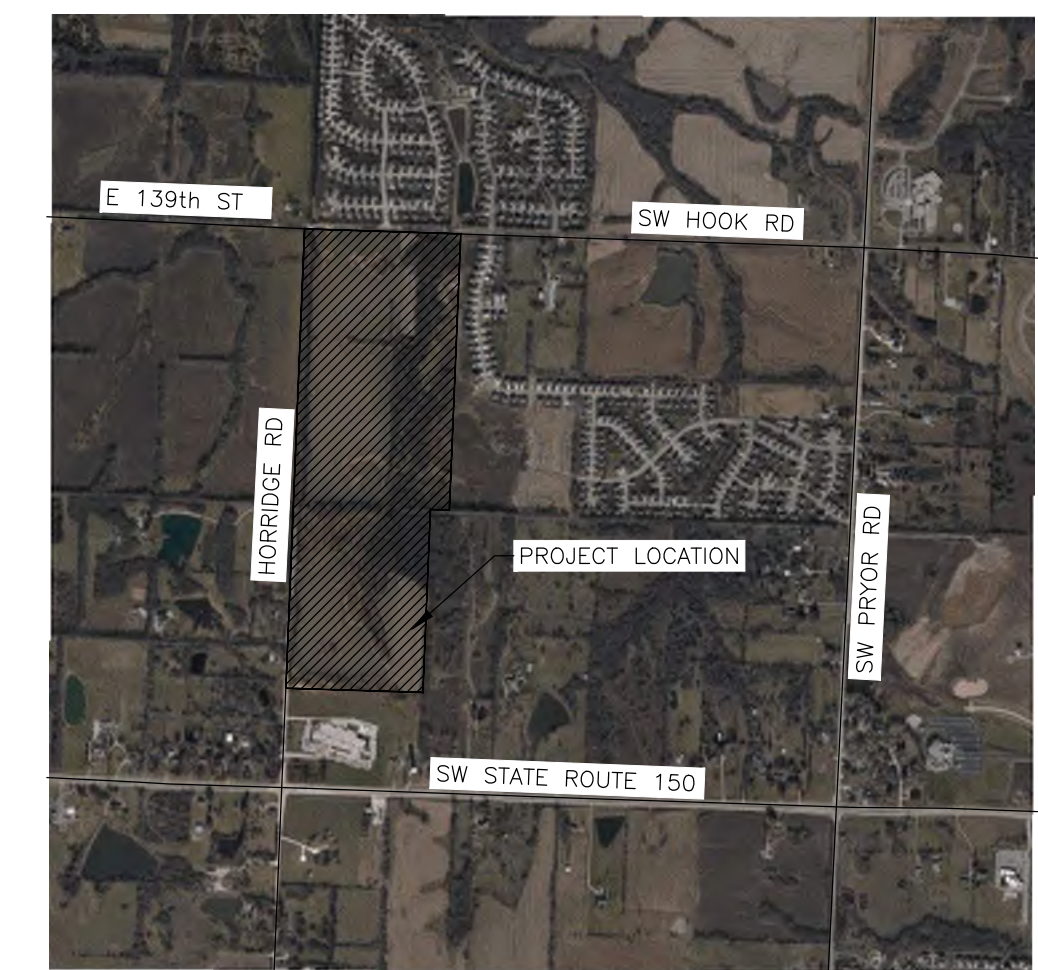 E 139th ST
SW HOOK RD
HORRIDGE RD
PROJECT LOCATION
SW PRYOR RD
SW STATE ROUTE 150